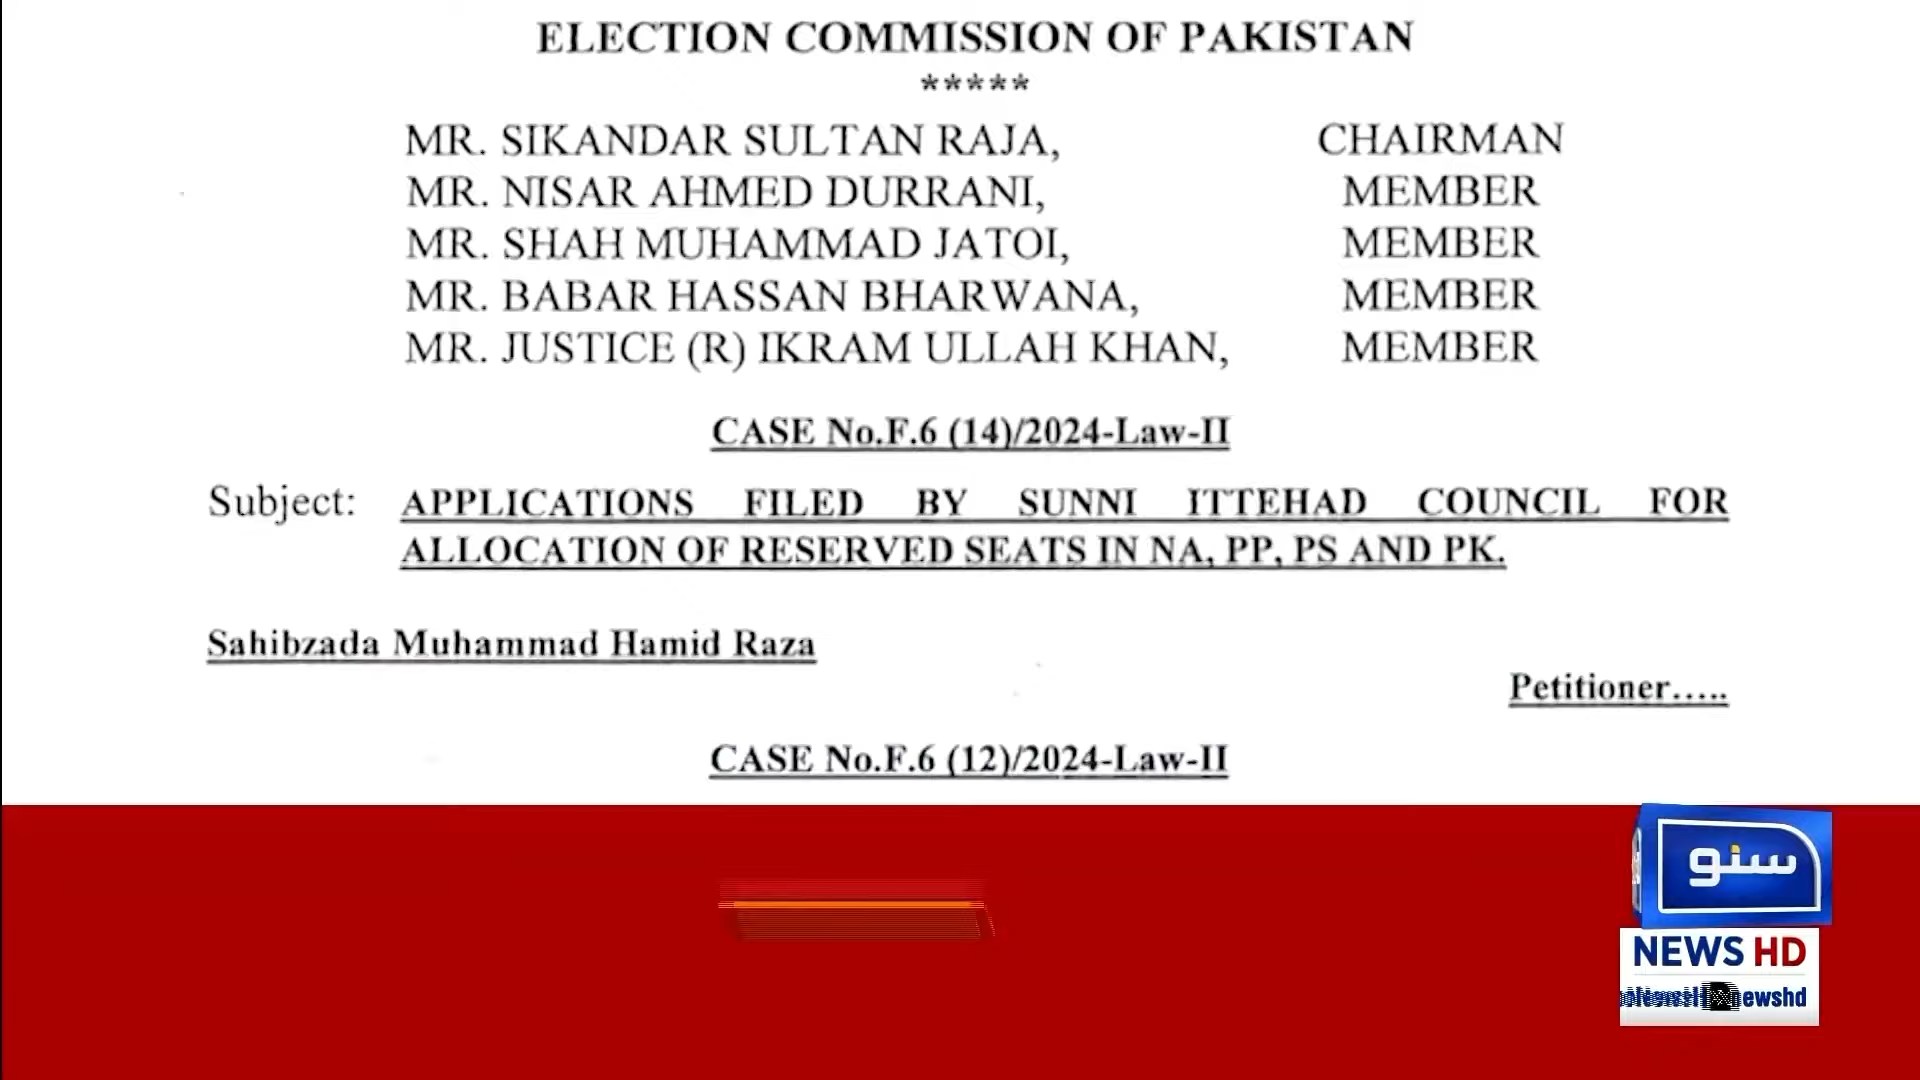 ELECTION COMMISSION OF PAKISTAN
*****
MR. SIKANDAR SULTAN RAJA, CHAIRMAN
MR. NISAR AHMED DURRANI, MEMBER
MR. SHAH MUHAMMAD JATOI, MEMBER
MR. BABAR HASSAN BHARWANA, MEMBER
MR. JUSTICE (R) IKRAM ULLAH KHAN, MEMBER
CASE No.F.6 (14)/2024-Law-II
Subject: APPLICATIONS FILED BY SUNNI ITTEHAD COUNCIL FOR
ALLOCATION OF RESERVED SEATS IN NA, PP, PS AND PK.
Sahibzada Muhammad Hamid Raza
Petitioner.....
CASE No.F.6 (12)/2024-Law-II
سنو
NEWS HD